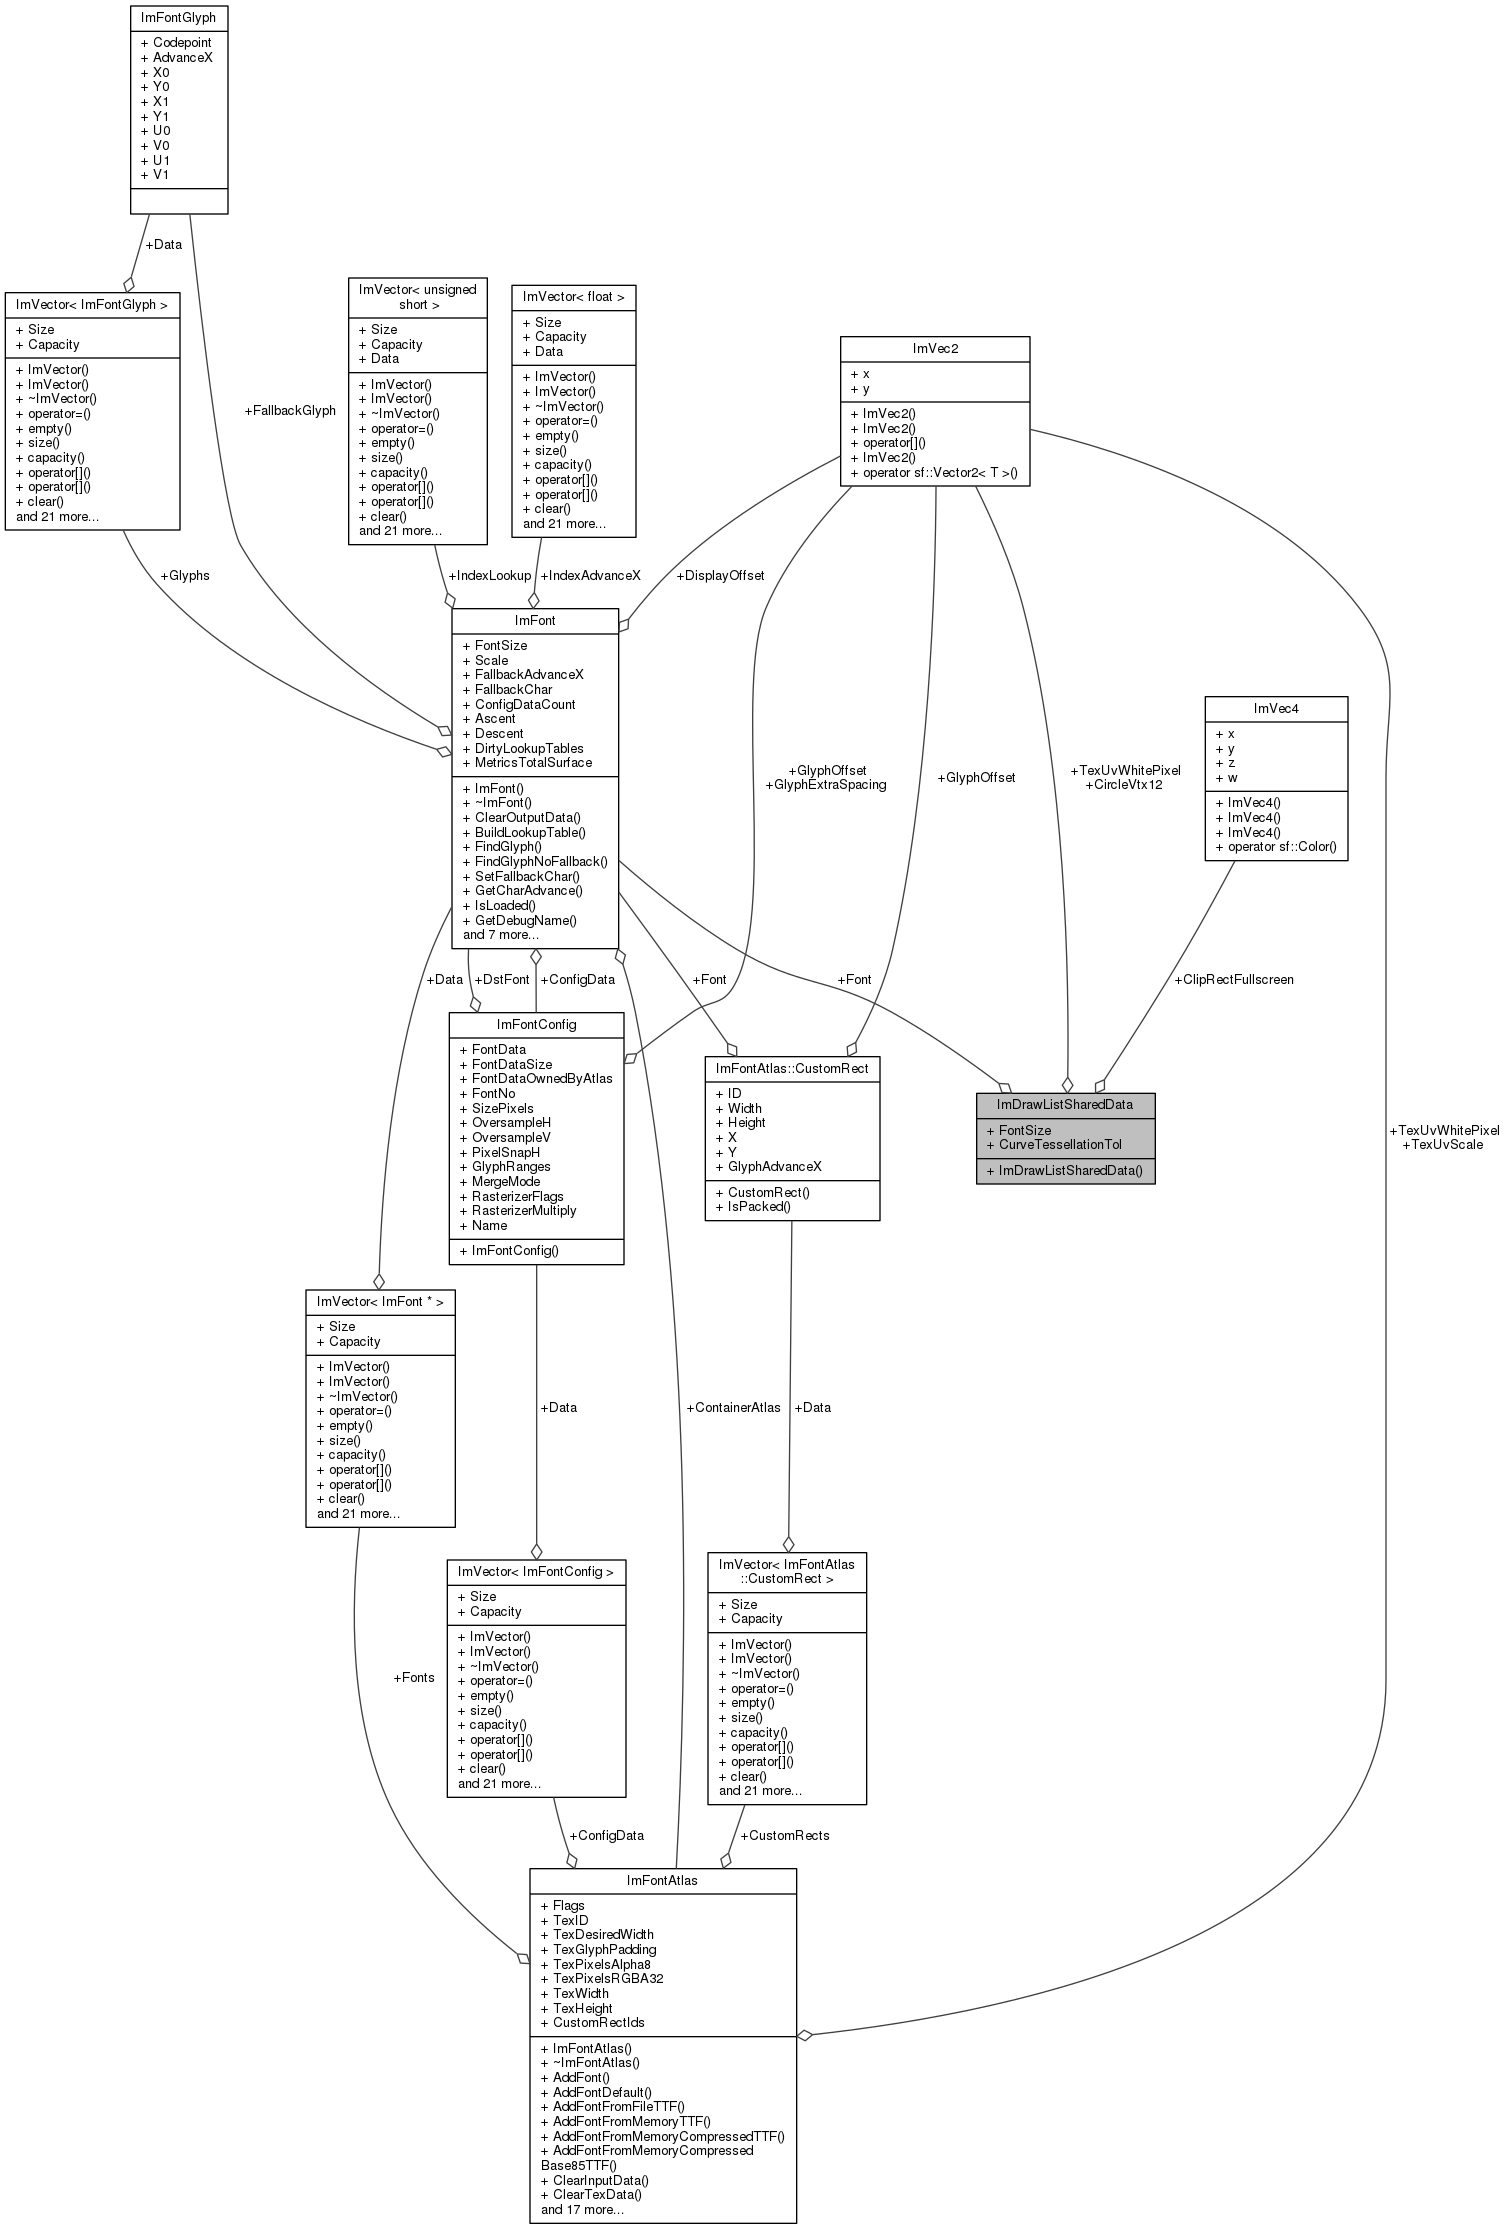 ImFontGlyph
+ Codepoint
+ AdvanceX
+ X0
+ Y0
+ X1
+ Y1
+ U0
+ V0
+ U1
+ V1
+Data
+FallbackGlyph
ImVector< ImFontGlyph >
+ Size
+ Capacity
+ ImVector()
+ ImVector()
+ ~ImVector()
+ operator=()
+ empty()
+ size()
+ capacity()
+ operator[]()
+ operator[]()
+ clear()
and 21 more...
+Glyphs
ImVector< unsigned
short >
+ Size
+ Capacity
+ Data
+ ImVector()
+ ImVector()
+ ~ImVector()
+ operator=()
+ empty()
+ size()
+ capacity()
+ operator[]()
+ operator[]()
+ clear()
and 21 more...
+IndexLookup
ImVector< float >
+ Size
+ Capacity
+ Data
+ ImVector()
+ ImVector()
+ ~ImVector()
+ operator=()
+ empty()
+ size()
+ capacity()
+ operator[]()
+ operator[]()
+ clear()
and 21 more...
+IndexAdvanceX
ImVec2
+ x
+ y
+ ImVec2()
+ ImVec2()
+ operator[]()
+ ImVec2()
+ operator sf::Vector2< T >()
+DisplayOffset
ImFont
+ FontSize
+ Scale
+ FallbackAdvanceX
+ FallbackChar
+ ConfigDataCount
+ Ascent
+ Descent
+ DirtyLookupTables
+ MetricsTotalSurface
+ ImFont()
+ ~ImFont()
+ ClearOutputData()
+ BuildLookupTable()
+ FindGlyph()
+ FindGlyphNoFallback()
+ SetFallbackChar()
+ GetCharAdvance()
+ IsLoaded()
+ GetDebugName()
and 7 more...
+GlyphOffset
+GlyphExtraSpacing
+GlyphOffset
+TexUvWhitePixel
+CircleVtx12
ImVec4
+ x
+ y
+ z
+ w
+ ImVec4()
+ ImVec4()
+ ImVec4()
+ operator sf::Color()
+Data
+DstFont
+ConfigData
+Font
+Font
+ClipRectFullscreen
ImFontConfig
+ FontData
+ FontDataSize
+ FontDataOwnedByAtlas
+ FontNo
+ SizePixels
+ OversampleH
+ OversampleV
+ PixelSnapH
+ GlyphRanges
+ MergeMode
+ RasterizerFlags
+ RasterizerMultiply
+ Name
+ ImFontConfig()
ImFontAtlas::CustomRect
+ ID
+ Width
+ Height
+ X
+ Y
+ GlyphAdvanceX
+ CustomRect()
+ IsPacked()
ImDrawListSharedData
+ FontSize
+ CurveTessellationTol
+ ImDrawListSharedData()
+TexUvWhitePixel
+TexUvScale
ImVector< ImFont * >
+ Size
+ Capacity
+ ImVector()
+ ImVector()
+ ~ImVector()
+ operator=()
+ empty()
+ size()
+ capacity()
+ operator[]()
+ operator[]()
+ clear()
and 21 more...
+Data
+ContainerAtlas
+Data
+Fonts
ImVector< ImFontConfig >
+ Size
+ Capacity
+ ImVector()
+ ImVector()
+ ~ImVector()
+ operator=()
+ empty()
+ size()
+ capacity()
+ operator[]()
+ operator[]()
+ clear()
and 21 more...
ImVector< ImFontAtlas
::CustomRect >
+ Size
+ Capacity
+ ImVector()
+ ImVector()
+ ~ImVector()
+ operator=()
+ empty()
+ size()
+ capacity()
+ operator[]()
+ operator[]()
+ clear()
and 21 more...
+ConfigData
+CustomRects
ImFontAtlas
+ Flags
+ TexID
+ TexDesiredWidth
+ TexGlyphPadding
+ TexPixelsAlpha8
+ TexPixelsRGBA32
+ TexWidth
+ TexHeight
+ CustomRectIds
+ ImFontAtlas()
+ ~ImFontAtlas()
+ AddFont()
+ AddFontDefault()
+ AddFontFromFileTTF()
+ AddFontFromMemoryTTF()
+ AddFontFromMemoryCompressedTTF()
+ AddFontFromMemoryCompressed
Base85TTF()
+ ClearInputData()
+ ClearTexData()
and 17 more...